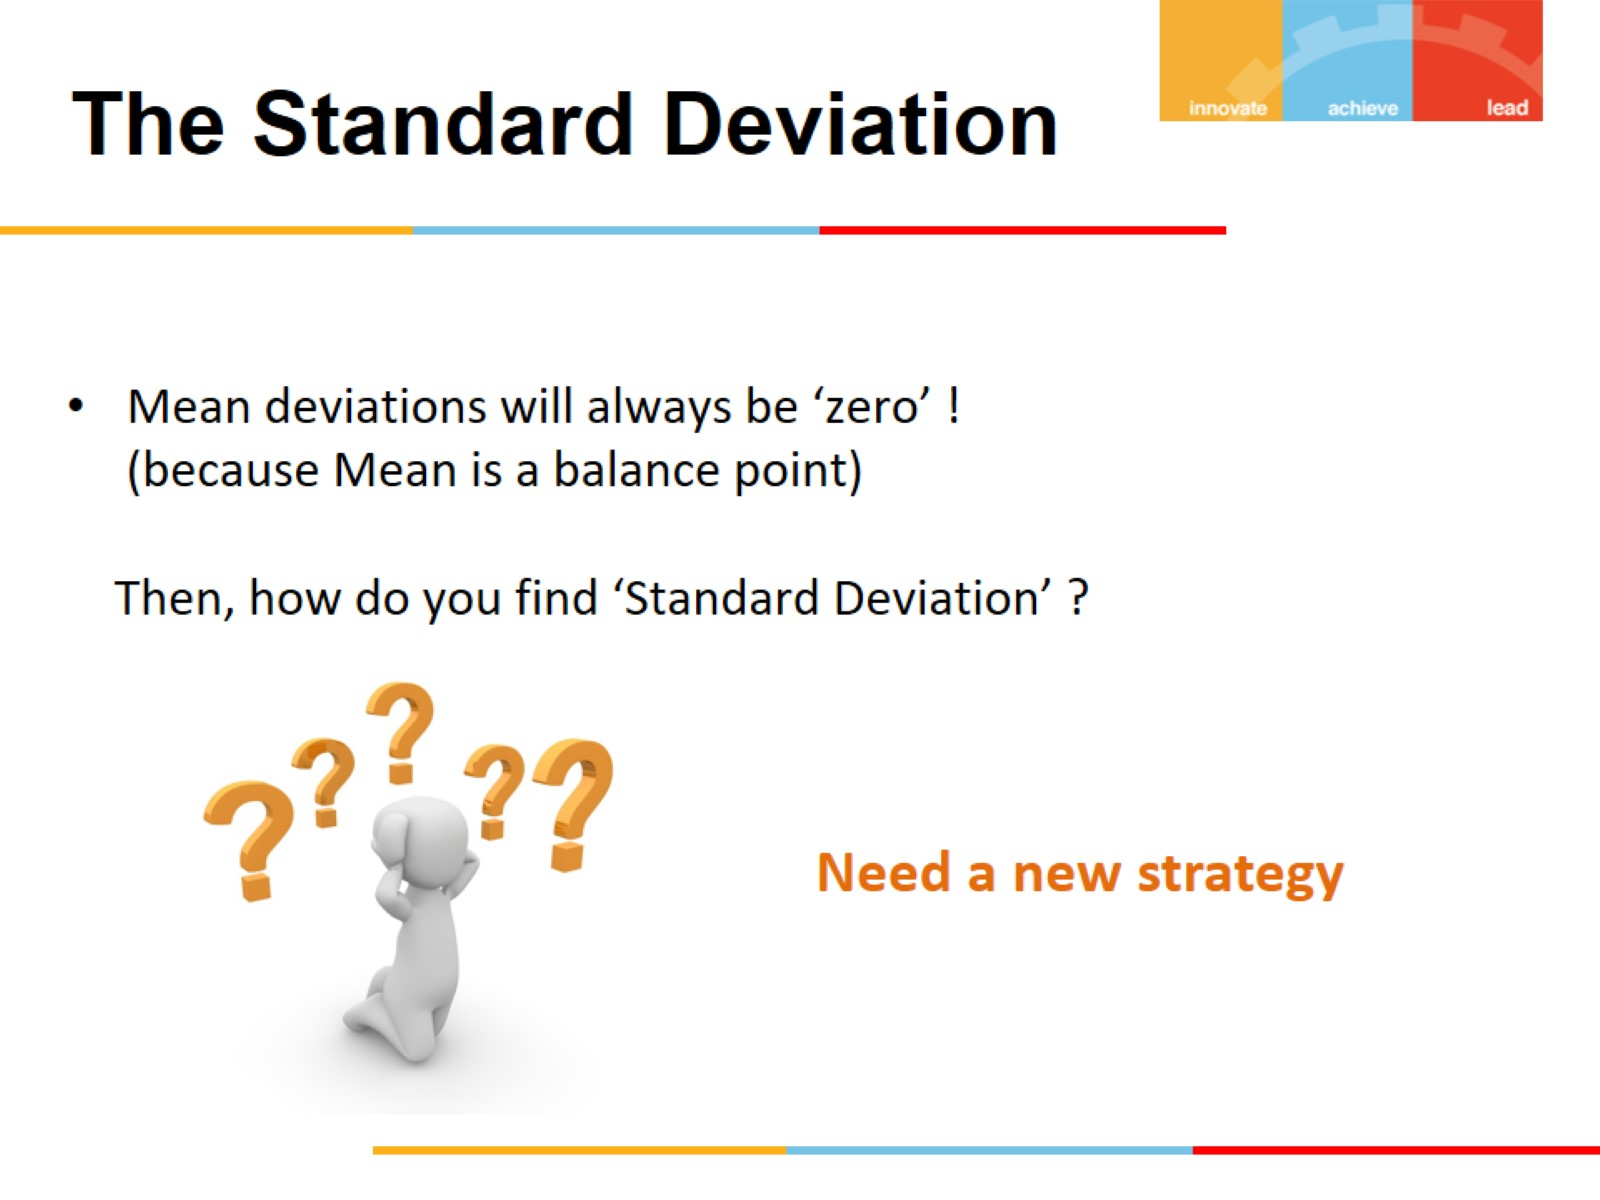 The Standard Deviation
innovate achieve lead
• Mean deviations will always be ‘zero’ !
(because Mean is a balance point)
Then, how do you find ‘Standard Deviation’ ?
? ? ? ? ?
Need a new strategy